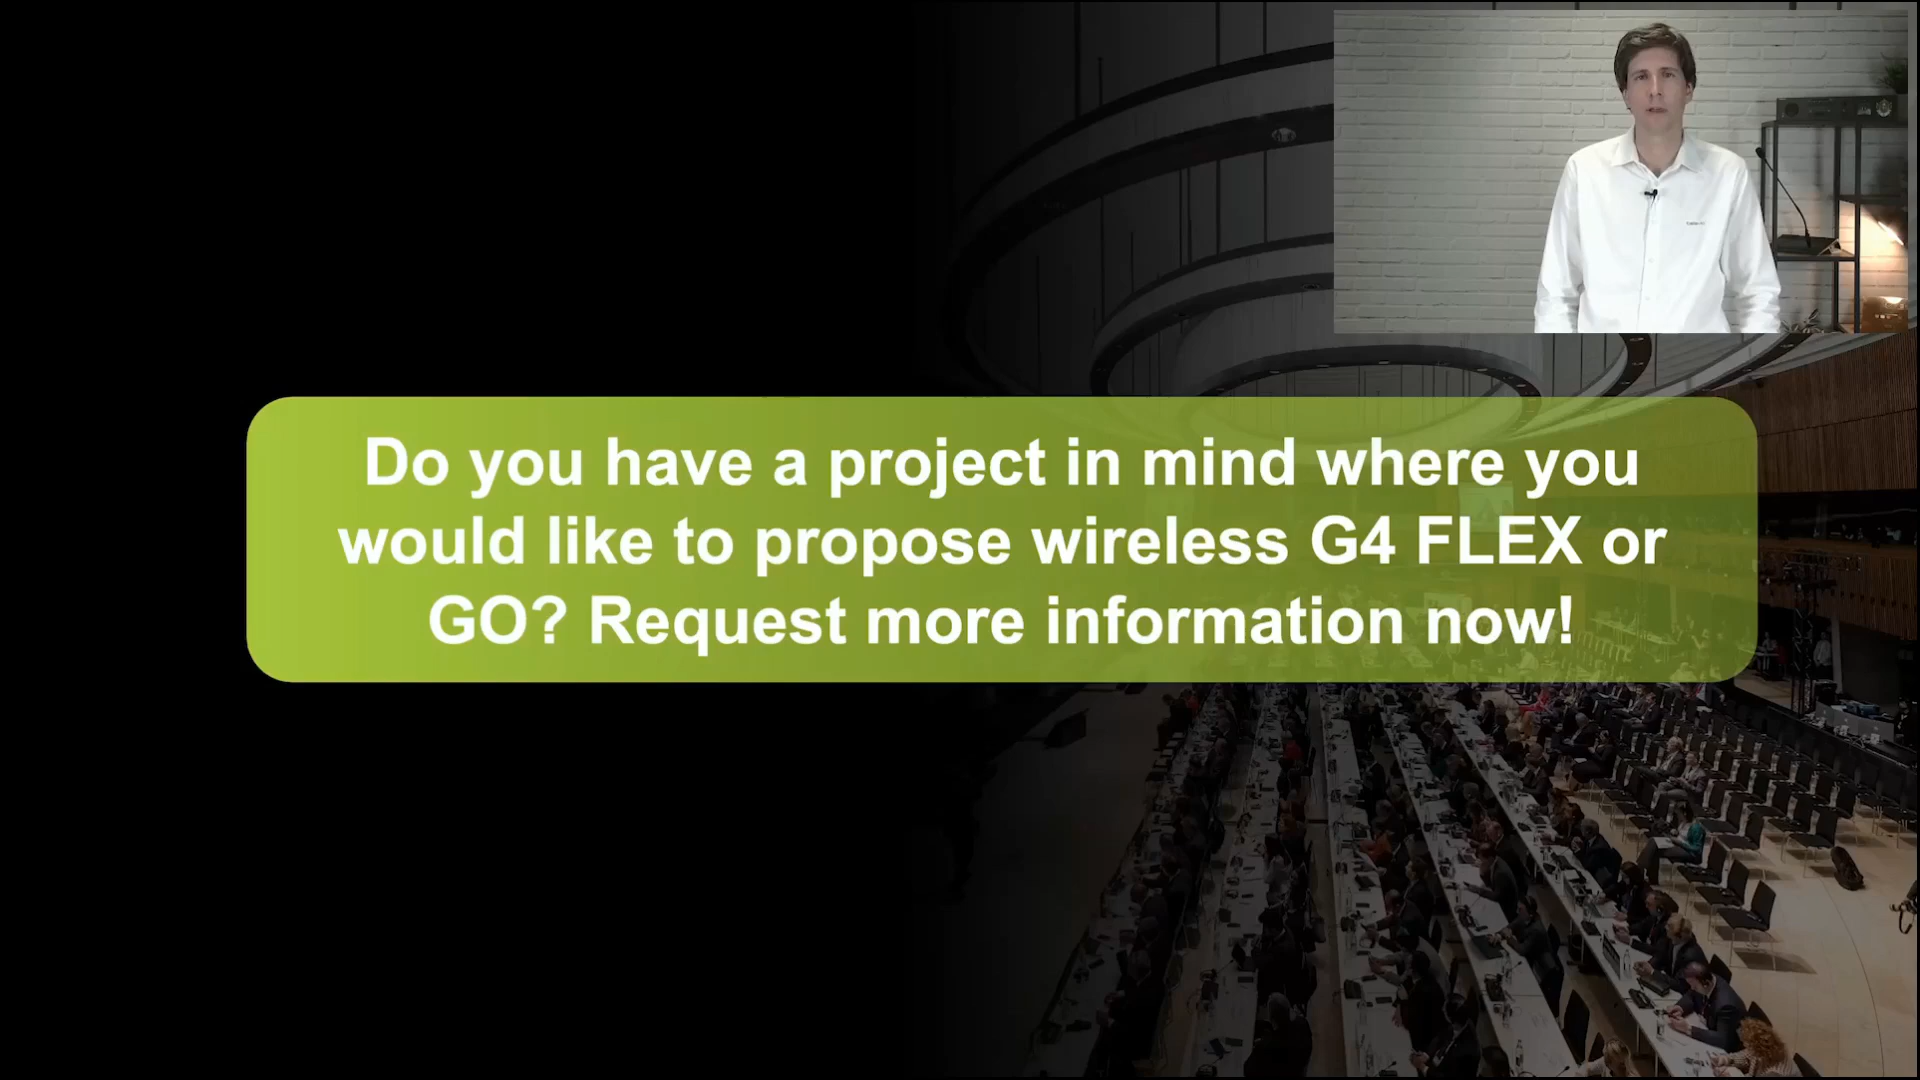 Do you have a project in mind where you
would like to propose wireless G4 FLEX or
GO? Request more information now!